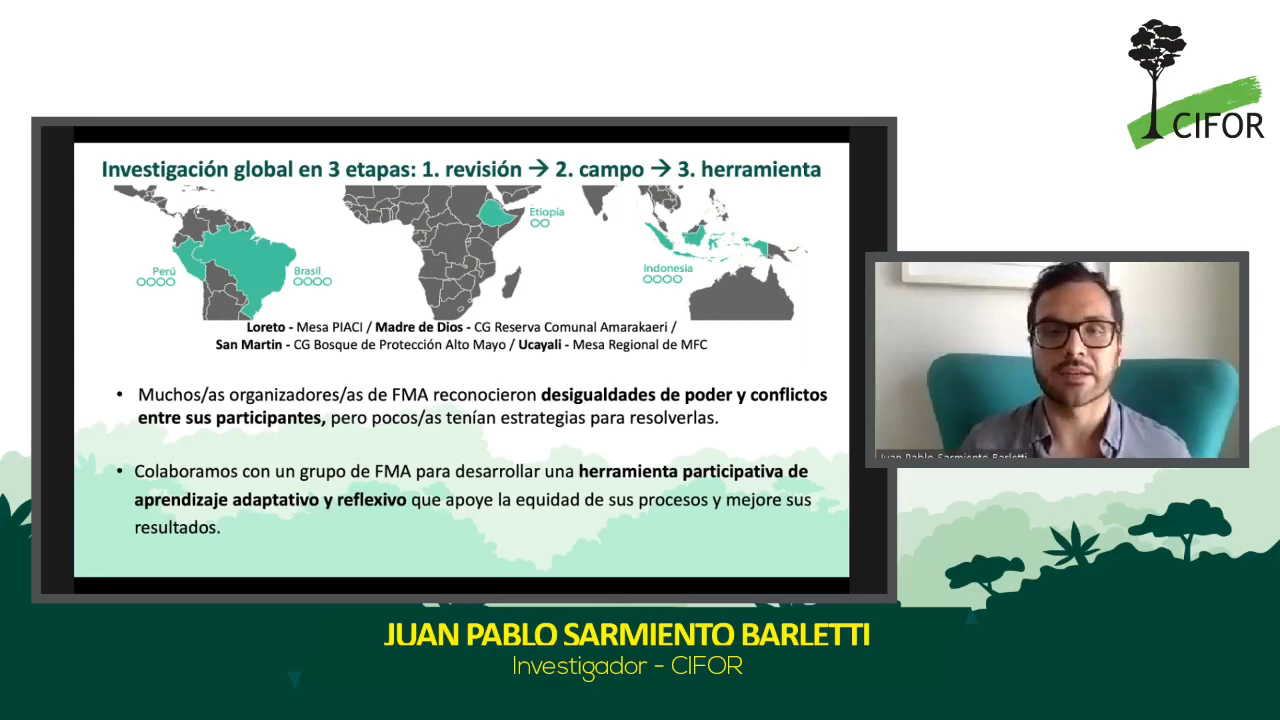 CIFOR
Investigación global en 3 etapas: 1. revisión → 2. campo → 3. herramienta
Etiopía
Perú
Brasil
Indonesia
Loreto - Mesa PIACI / Madre de Dios - CG Reserva Comunal Amarakaeri /
San Martin - CG Bosque de Protección Alto Mayo / Ucayali - Mesa Regional de MFC
• Muchos/as organizadores/as de FMA reconocieron desigualdades de poder y conflictos
entre sus participantes, pero pocos/as tenían estrategias para resolverlas.
• Colaboramos con un grupo de FMA para desarrollar una herramienta participativa de
aprendizaje adaptativo y reflexivo que apoye la equidad de sus procesos y mejore sus
resultados.
Juan Pablo Sarmiento Barletti
JUAN PABLO SARMIENTO BARLETTI
Investigador - CIFOR